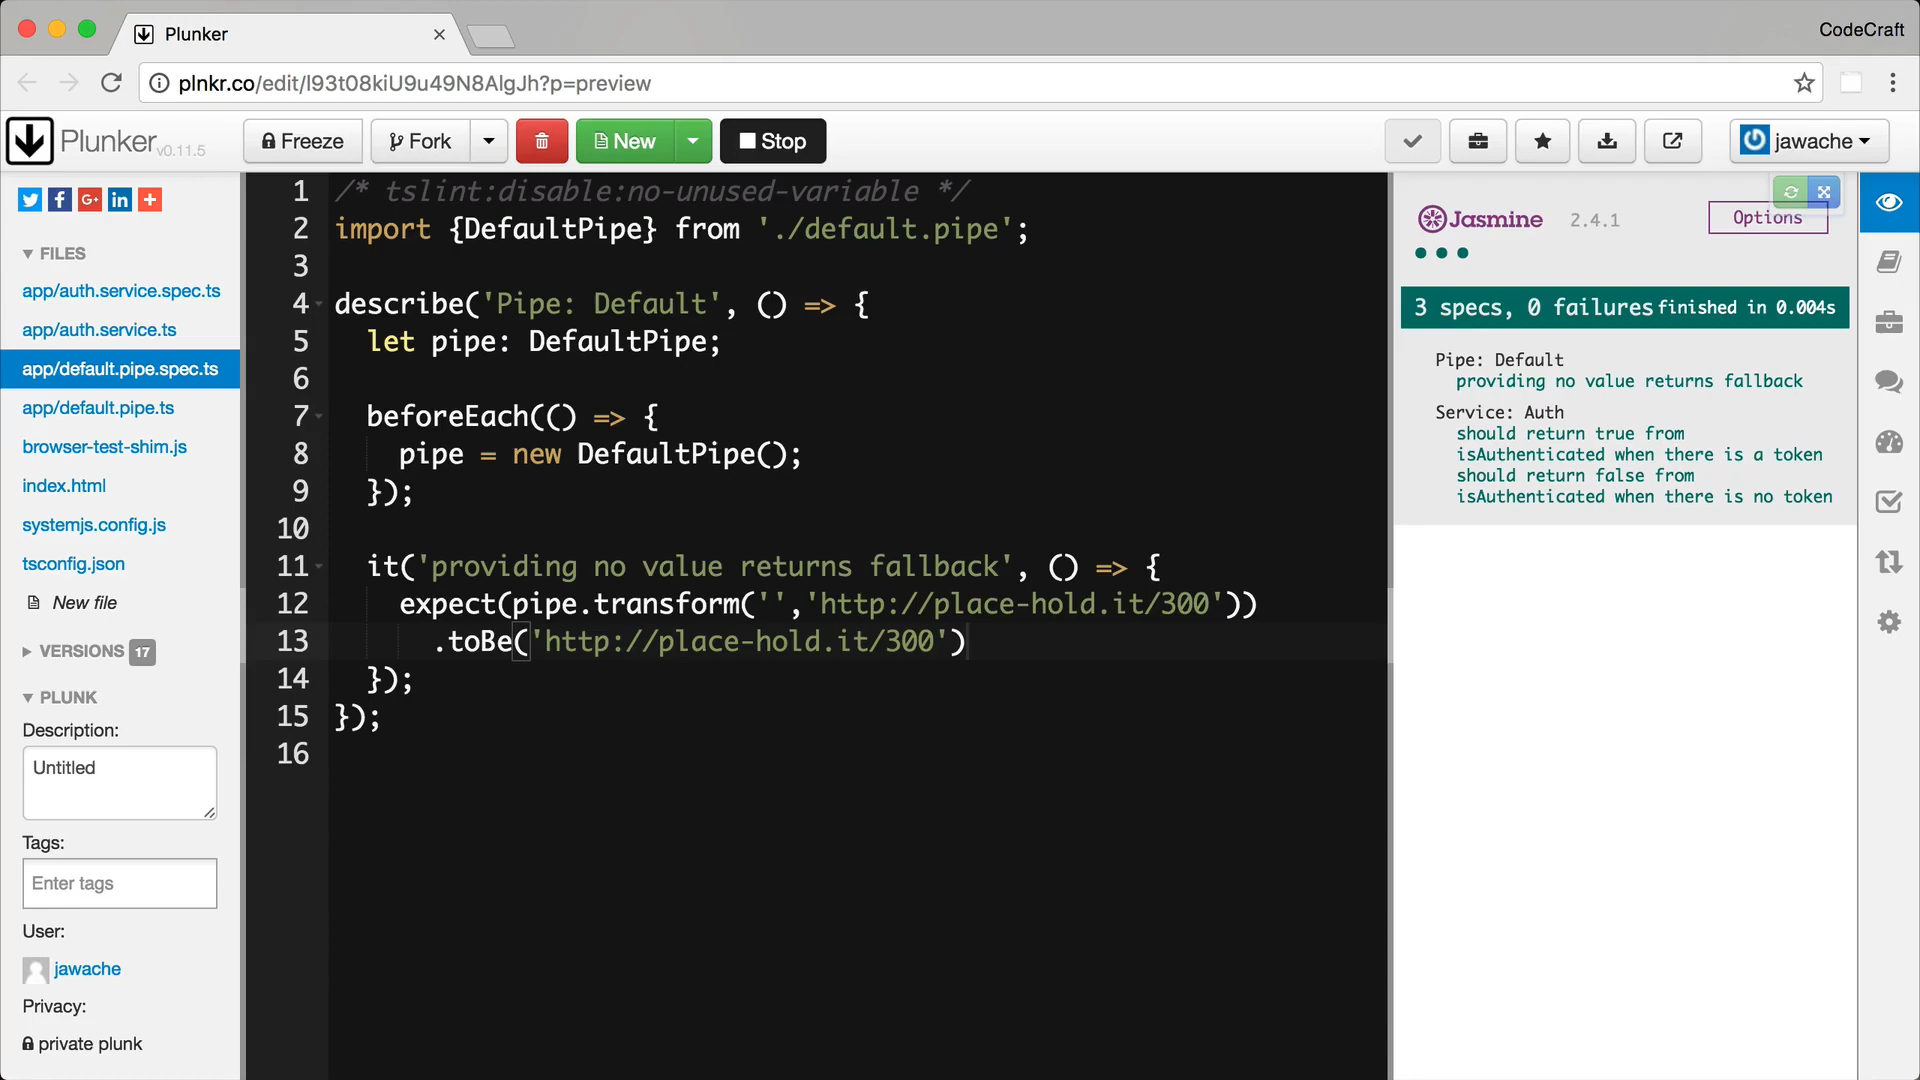 Plunker
CodeCraft
plnkr.co/edit/l93t08kiU9u49N8AlgJh?p=preview
Plunker v0.11.5
Freeze
Fork
New
Stop
jawache
FILES
app/auth.service.spec.ts
app/auth.service.ts
app/default.pipe.spec.ts
app/default.pipe.ts
browser-test-shim.js
index.html
systemjs.config.js
tsconfig.json
New file
VERSIONS 17
PLUNK
Description:
Untitled
Tags:
Enter tags
User:
jawache
Privacy:
private plunk
1 /* tslint:disable:no-unused-variable */
2 import {DefaultPipe} from './default.pipe';
3
4 describe('Pipe: Default', () => {
5   let pipe: DefaultPipe;
6
7   beforeEach(() => {
8     pipe = new DefaultPipe();
9   });
10
11   it('providing no value returns fallback', () => {
12     expect(pipe.transform('','http://place-hold.it/300'))
13       .toBe('http://place-hold.it/300')
14   });
15 });
16
Jasmine 2.4.1
Options
3 specs, 0 failures finished in 0.004s
Pipe: Default
providing no value returns fallback
Service: Auth
should return true from
isAuthenticated when there is a token
should return false from
isAuthenticated when there is no token